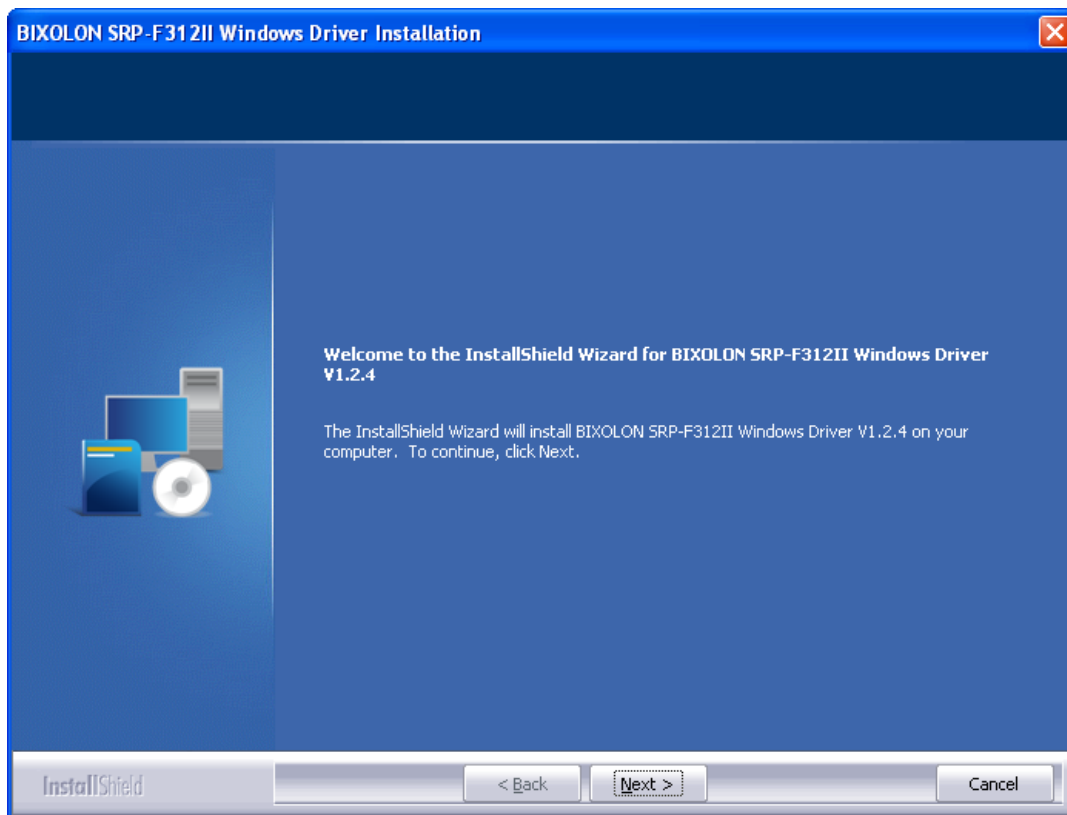 BIXOLON SRP-F312II Windows Driver Installation
Welcome to the InstallShield Wizard for BIXOLON SRP-F312II Windows Driver
V1.2.4
The InstallShield Wizard will install BIXOLON SRP-F312II Windows Driver V1.2.4 on your
computer. To continue, click Next.
InstallShield
< Back
Next >
Cancel